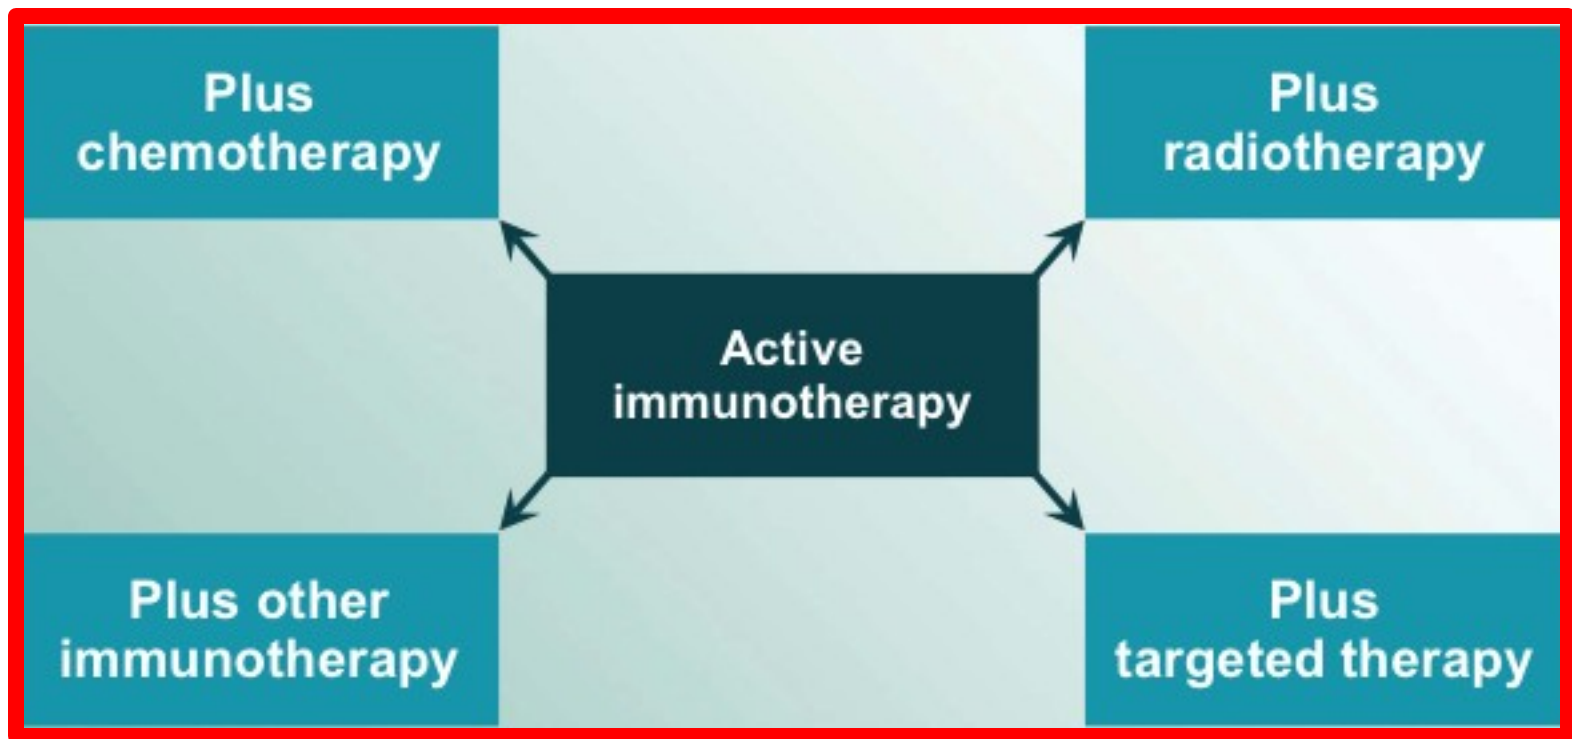 Plus
chemotherapy
Plus
radiotherapy
Active
immunotherapy
Plus other
immunotherapy
Plus
targeted therapy